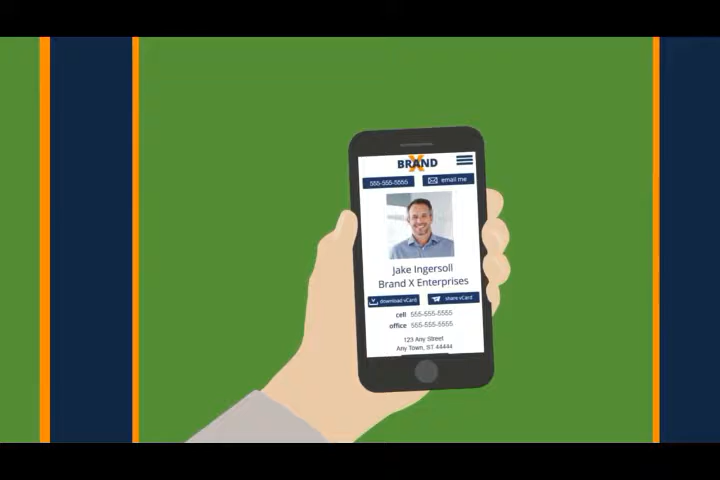 BRAND X
555-555-5555
email me
Jake Ingersoll
Brand X Enterprises
download vCard
share vCard
cell 555-555-5555
office 555-555-5555
123 Any Street
Any Town, ST 44444